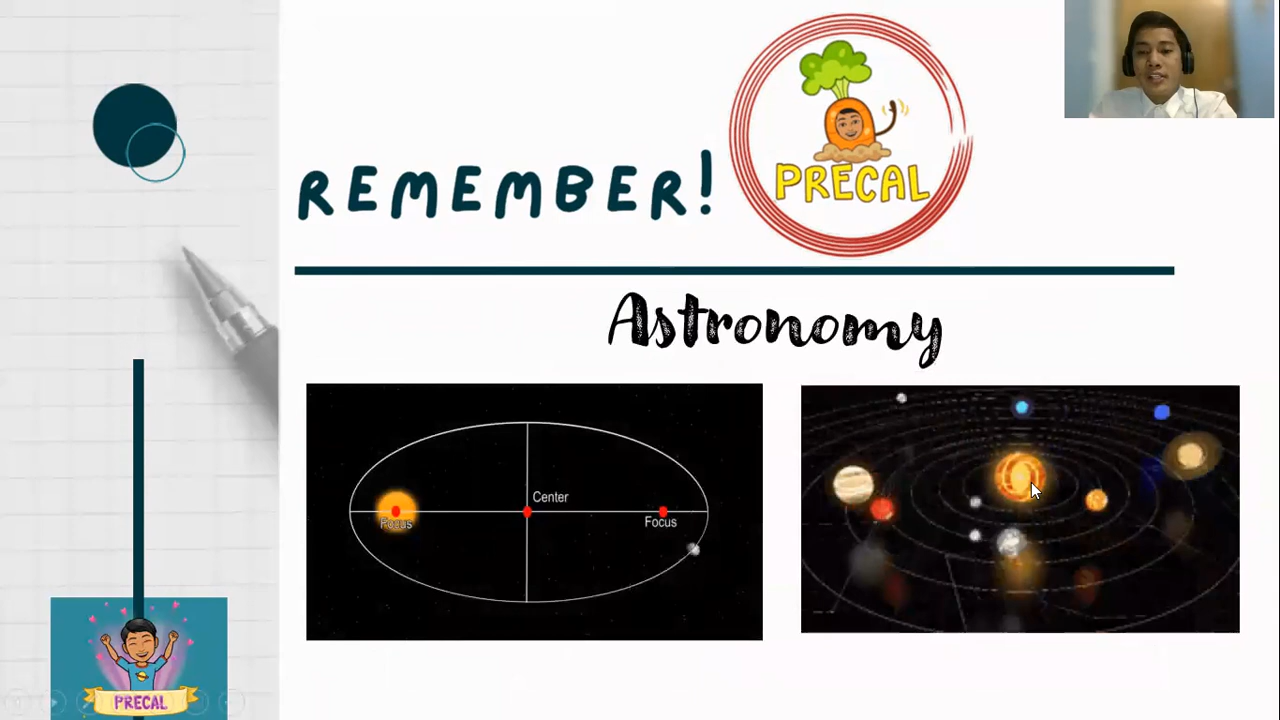 REMEMBER!
PRECAL
Astronomy
Center
Focus
Focus
PRECAL